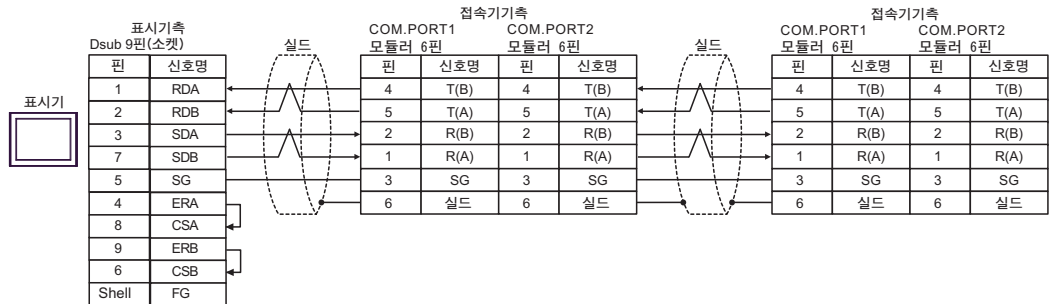 표시기
표시기측
Dsub 9핀(소켓)
핀 신호명
1 RDA
2 RDB
3 SDA
7 SDB
5 SG
4 ERA
8 CSA
9 ERB
6 CSB
Shell FG
실드
접속기기측
COM.PORT1 COM.PORT2
모듈러 6핀 모듈러 6핀
핀 신호명 핀 신호명
4 T(B) 4 T(B)
5 T(A) 5 T(A)
2 R(B) 2 R(B)
1 R(A) 1 R(A)
3 SG 3 SG
6 실드 6 실드
실드
접속기기측
COM.PORT1 COM.PORT2
모듈러 6핀 모듈러 6핀
핀 신호명 핀 신호명
4 T(B) 4 T(B)
5 T(A) 5 T(A)
2 R(B) 2 R(B)
1 R(A) 1 R(A)
3 SG 3 SG
6 실드 6 실드